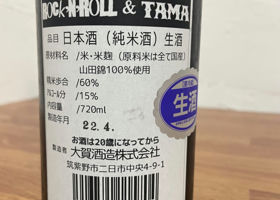 ROCK-N-ROLL & TAMA
品目 日本酒（純米酒）生酒
原材料/米・米麹（原料米は全て国産）
山田錦100%使用
精米歩合/60%
アルコール分/15%
内容量/720ml
製造年月 22.4.
お酒は20歳になってから
製造者 大賀酒造株式会社
筑紫野市二日市中央4-9-1
生酒